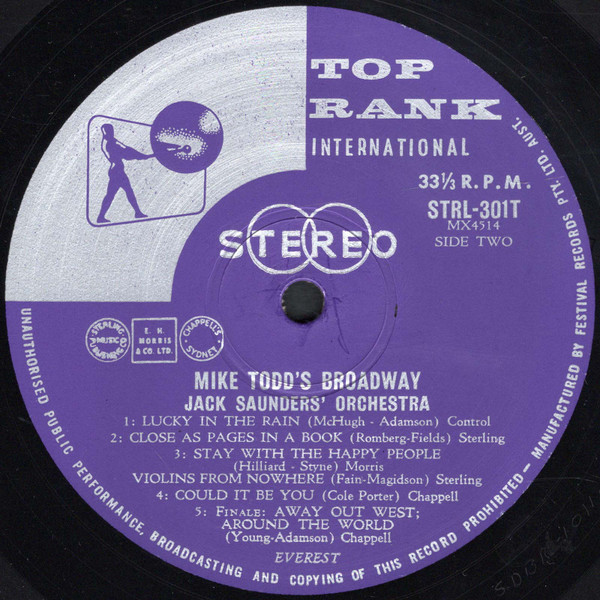 TOP
RANK
INTERNATIONAL
33⅓ R.P.M.
STRL-301T
MX4514
SIDE TWO
STEREO
STERLING MUSIC PUBLISHING CO
E. H.
MORRIS
& CO. LTD.
CHAPPELL'S
SYDNEY
MIKE TODD'S BROADWAY
JACK SAUNDERS' ORCHESTRA
1: LUCKY IN THE RAIN (McHugh - Adamson) Control
2: CLOSE AS PAGES IN A BOOK (Romberg-Fields) Sterling
3: STAY WITH THE HAPPY PEOPLE
(Hilliard - Styne) Morris
VIOLINS FROM NOWHERE (Fain-Magidson) Sterling
4: COULD IT BE YOU (Cole Porter) Chappell
5: FINALE: AWAY OUT WEST;
AROUND THE WORLD
(Young-Adamson) Chappell
EVEREST
UNAUTHORISED PUBLIC PERFORMANCE, BROADCASTING AND COPYING OF THIS RECORD PROHIBITED— MANUFACTURED BY FESTIVAL RECORDS PTY. LTD AUST.